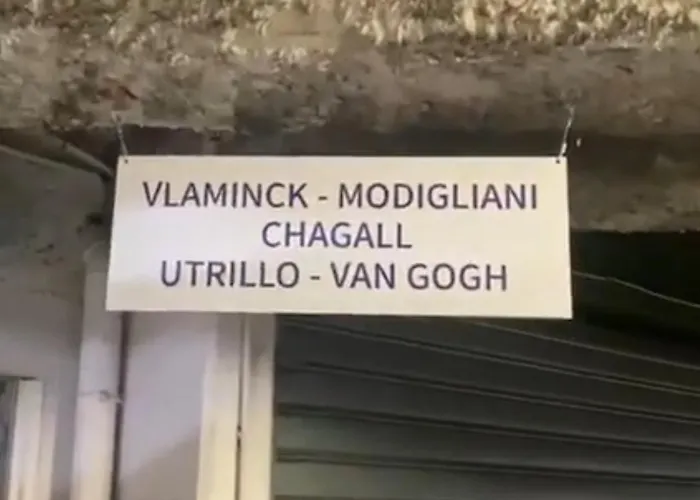 VLAMINCK - MODIGLIANI
CHAGALL
UTRILLO - VAN GOGH